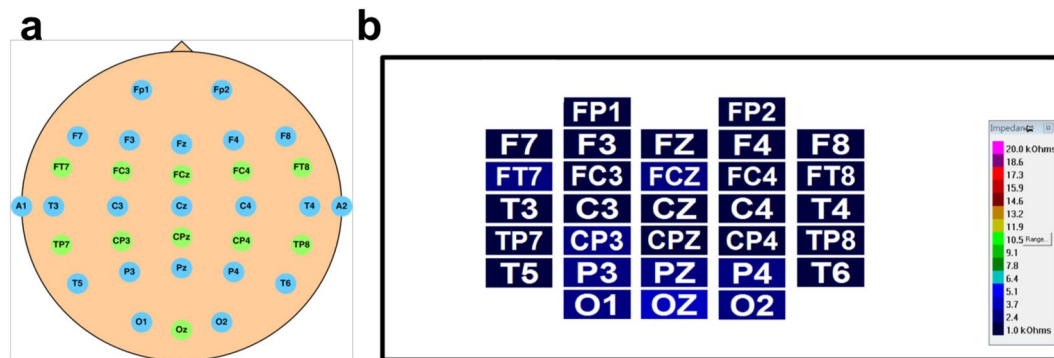 a
Fp1 Fp2
F7 F3 Fz F4 F8
FT7 FC3 FCz FC4 FT8
A1 T3 C3 Cz C4 T4 A2
TP7 CP3 CPz CP4 TP8
T5 P3 Pz P4 T6
O1 Oz O2
b
FP1 FP2
F7 F3 FZ F4 F8
FT7 FC3 FCZ FC4 FT8
T3 C3 CZ C4 T4
TP7 CP3 CPZ CP4 TP8
T5 P3 PZ P4 T6
O1 OZ O2
20.0 kOhms
18.6
17.3
15.9
14.6
13.2
11.9
10.5 Range...
9.1
7.8
6.4
5.1
3.7
2.4
1.0 kOhms